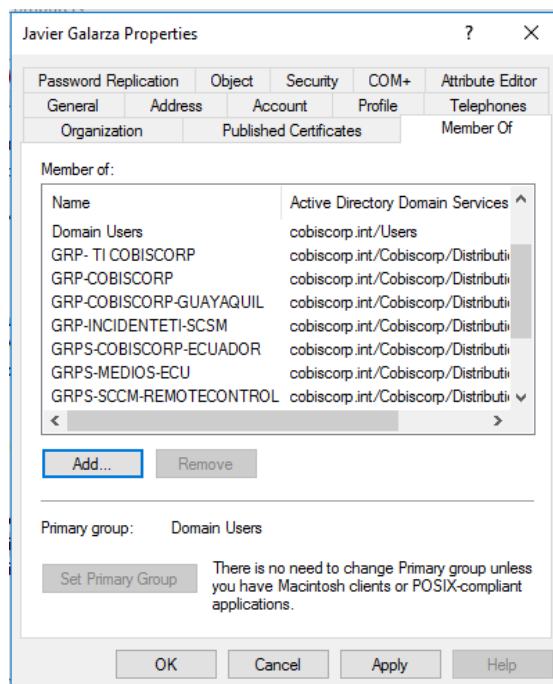 Javier Galarza Properties
Password Replication Object Security COM+ Attribute Editor
General Address Account Profile Telephones
Organization Published Certificates Member Of
Member of:
Name Active Directory Domain Services
Domain Users cobiscorp.int/Users
GRP- TI COBISCORP cobiscorp.int/Cobiscorp/Distributi
GRP-COBISCORP cobiscorp.int/Cobiscorp/Distributi
GRP-COBISCORP-GUAYAQUIL cobiscorp.int/Cobiscorp/Distributi
GRP-INCIDENTETI-SCSM cobiscorp.int/Cobiscorp/Distributi
GRPS-COBISCORP-ECUADOR cobiscorp.int/Cobiscorp/Distributi
GRPS-MEDIOS-ECU cobiscorp.int/Cobiscorp/Distributi
GRPS-SCCM-REMOTECONTROL cobiscorp.int/Cobiscorp/Distributi
Add... Remove
Primary group: Domain Users
Set Primary Group
There is no need to change Primary group unless
you have Macintosh clients or POSIX-compliant
applications.
OK Cancel Apply Help